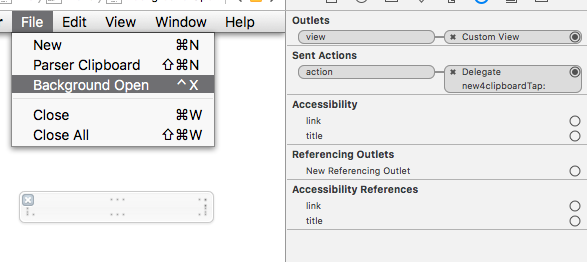 File Edit View Window Help
New ⌘N
Parser Clipboard ⇧⌘N
Background Open ^X
Close ⌘W
Close All ⇧⌘W
Outlets
view Custom View
Sent Actions
action Delegate
new4clipboardTap:
Accessibility
link
title
Referencing Outlets
New Referencing Outlet
Accessibility References
link
title